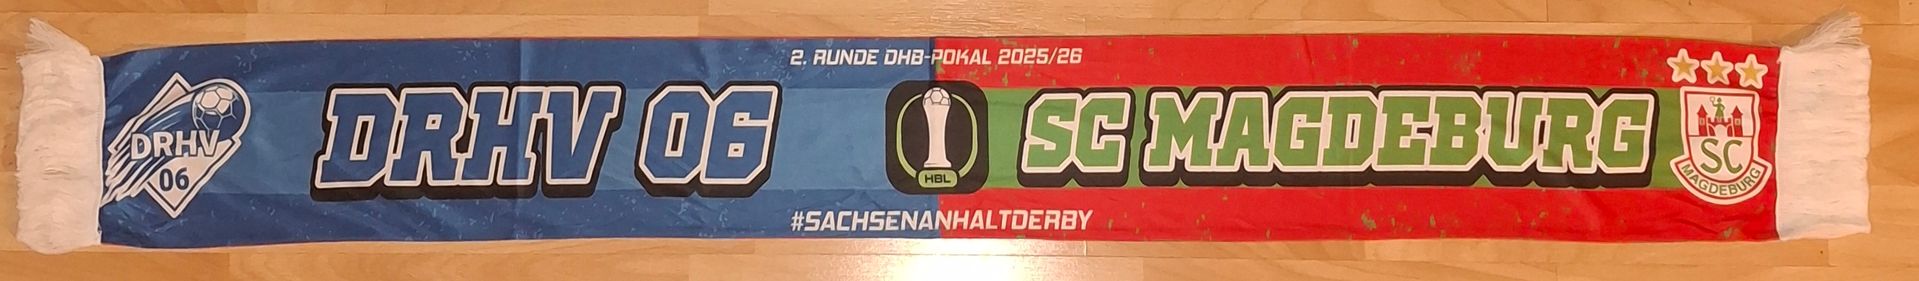 2. RUNDE DHB-POKAL 2025/26
DRHV
06
DRHV 06
HBL
SC MAGDEBURG
SC
MAGDEBURG
#SACHSENANHALTDERBY